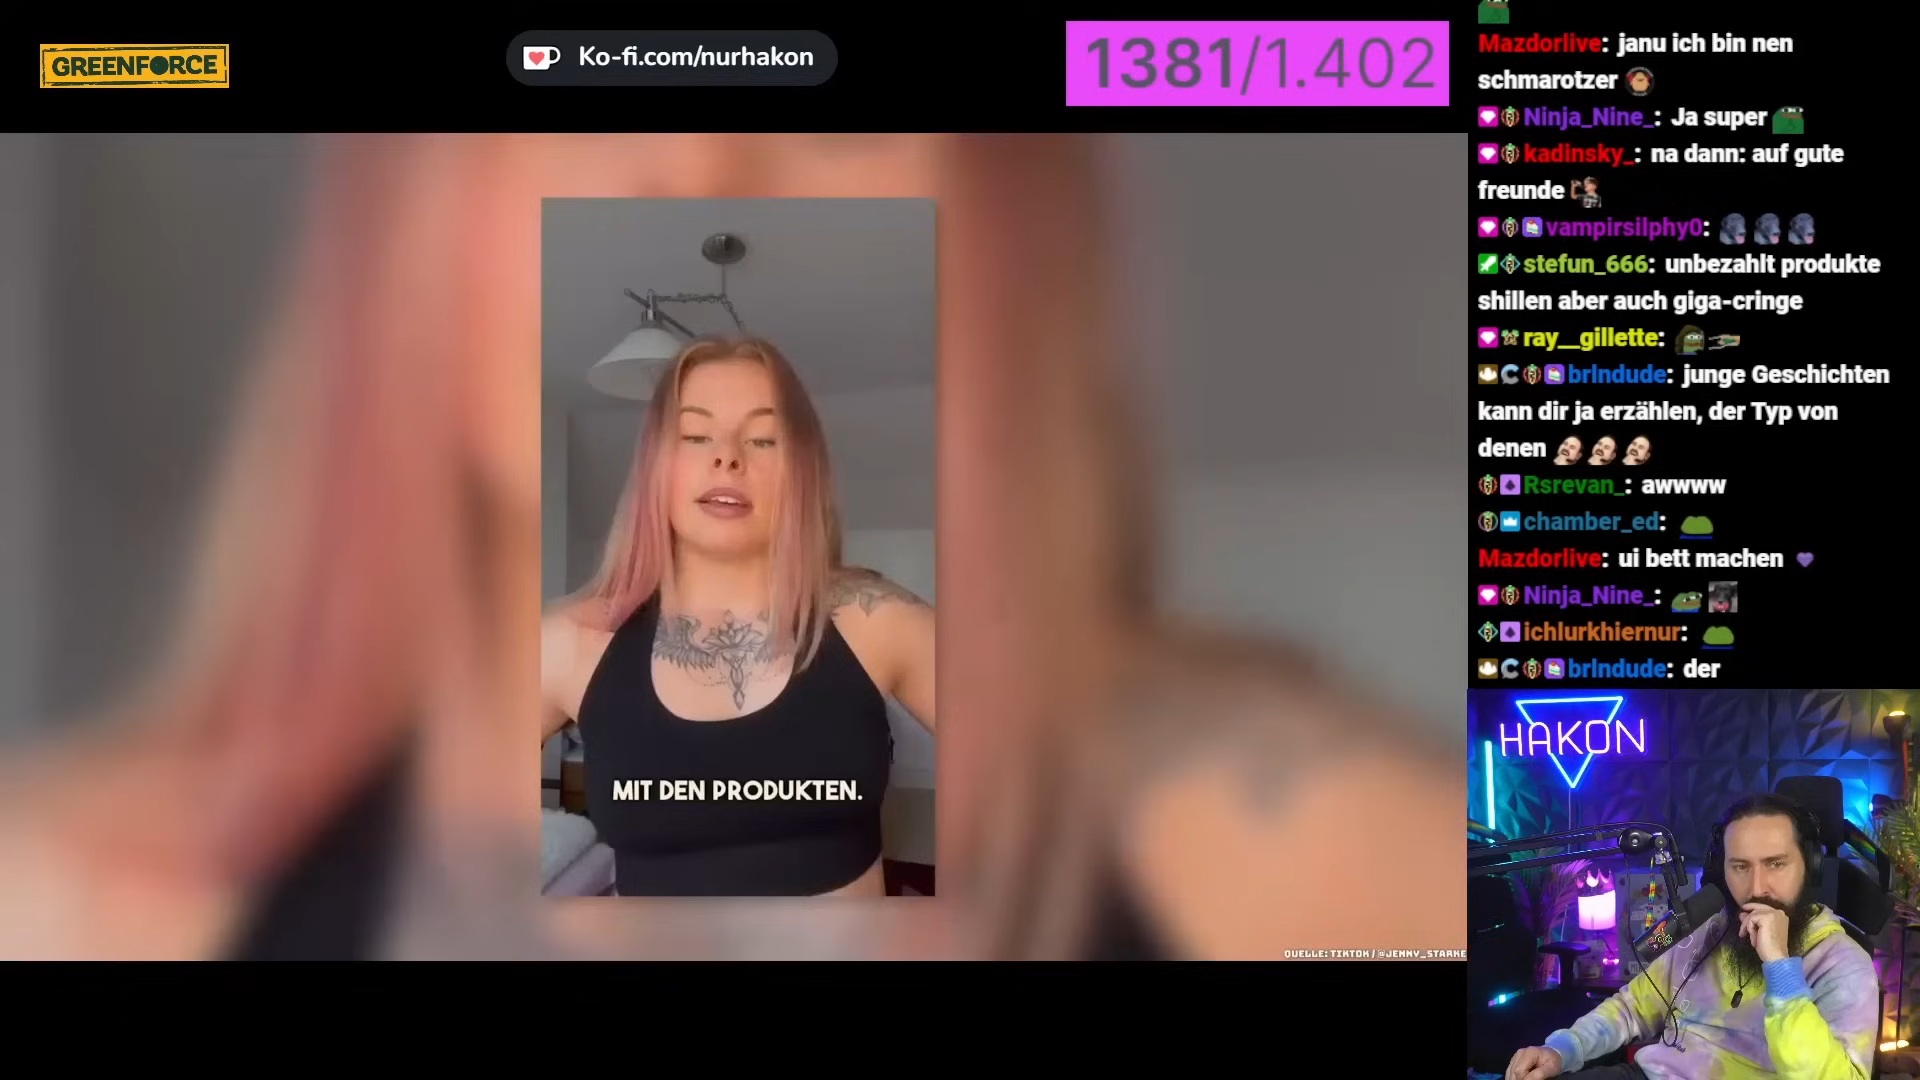 GREENFORCE
Ko-fi.com/nurhakon
1381/1.402
MIT DEN PRODUKTEN.
QUELLE: TIKTOK / @JENNY_STARKE
Mazdorlive: janu ich bin nen
schmarotzer
Ninja_Nine_: Ja super
kadinsky_: na dann: auf gute
freunde
vampirsilphy0:
stefun_666: unbezahlt produkte
shillen aber auch giga-cringe
ray__gillette:
brlndude: junge Geschichten
kann dir ja erzählen, der Typ von
denen
Rsrevan_: awwww
chamber_ed:
Mazdorlive: ui bett machen
Ninja_Nine_:
ichlurkhiernur:
brlndude: der
HAKON